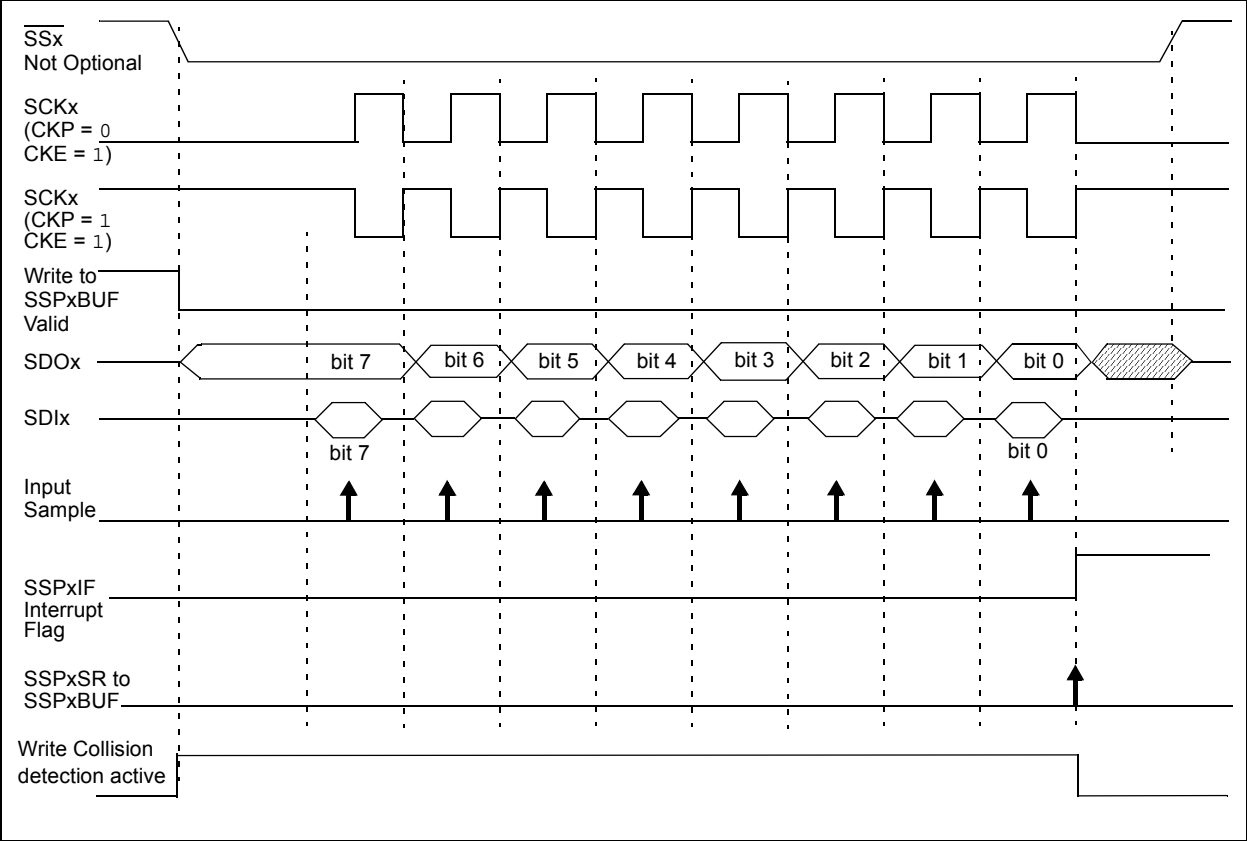 SSx
Not Optional
SCKx
(CKP = 0
CKE = 1)
SCKx
(CKP = 1
CKE = 1)
Write to
SSPxBUF
Valid
SDOx
bit 7
bit 6
bit 5
bit 4
bit 3
bit 2
bit 1
bit 0
SDIx
bit 7
bit 0
Input
Sample
SSPxIF
Interrupt
Flag
SSPxSR to
SSPxBUF
Write Collision
detection active